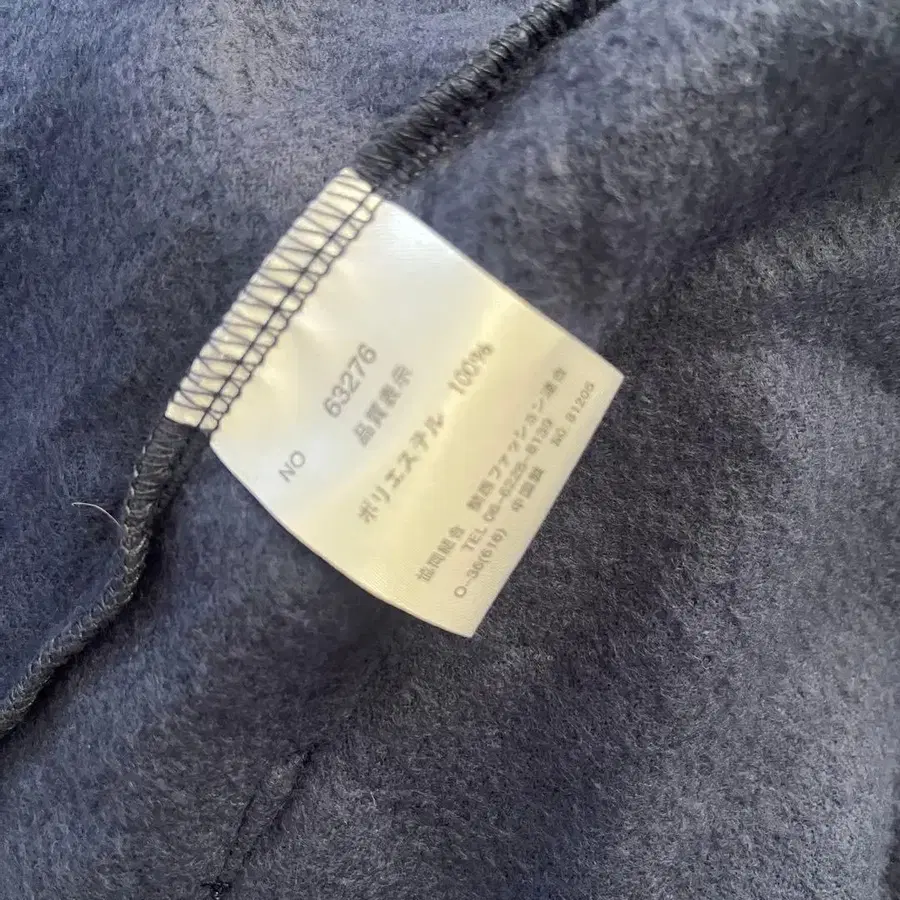 NO 63276
品質表示
ポリエステル 100%
協同組合 関西ファッション連合
TEL 06-6228-8139
O-36(616) 中国製 NO 81205